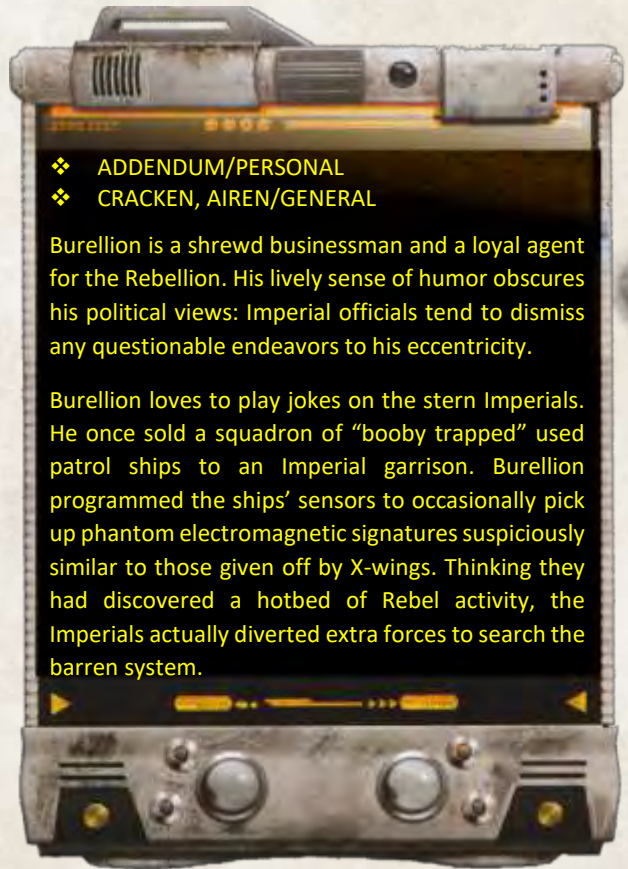 ❖ ADDENDUM/PERSONAL
❖ CRACKEN, AIREN/GENERAL
Burellion is a shrewd businessman and a loyal agent
for the Rebellion. His lively sense of humor obscures
his political views: Imperial officials tend to dismiss
any questionable endeavors to his eccentricity.
Burellion loves to play jokes on the stern Imperials.
He once sold a squadron of “booby trapped” used
patrol ships to an Imperial garrison. Burellion
programmed the ships’ sensors to occasionally pick
up phantom electromagnetic signatures suspiciously
similar to those given off by X-wings. Thinking they
had discovered a hotbed of Rebel activity, the
Imperials actually diverted extra forces to search the
barren system.